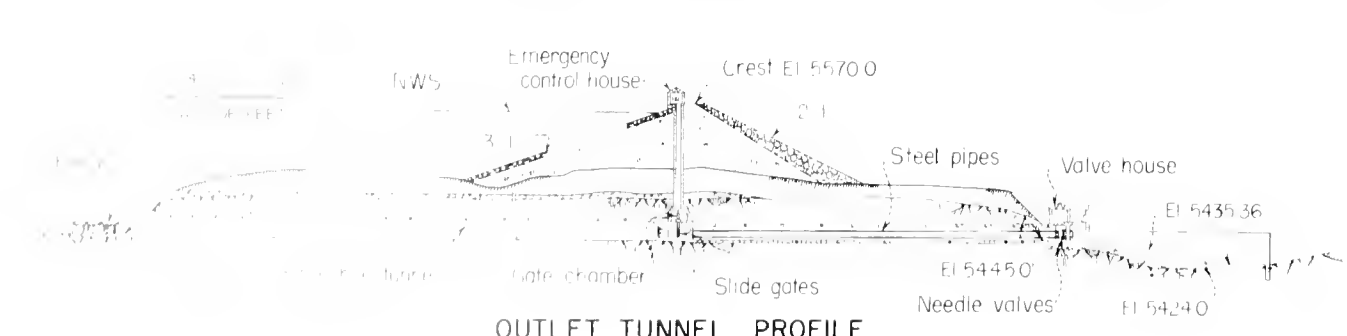 Emergency
control house
NWS
Crest El 5570.0
2:1
3:1
Steel pipes
Valve house
El 5435.36
Gate chamber
El 5445.0
Slide gates
Needle valves
El 5424.0
OUTLET TUNNEL PROFILE